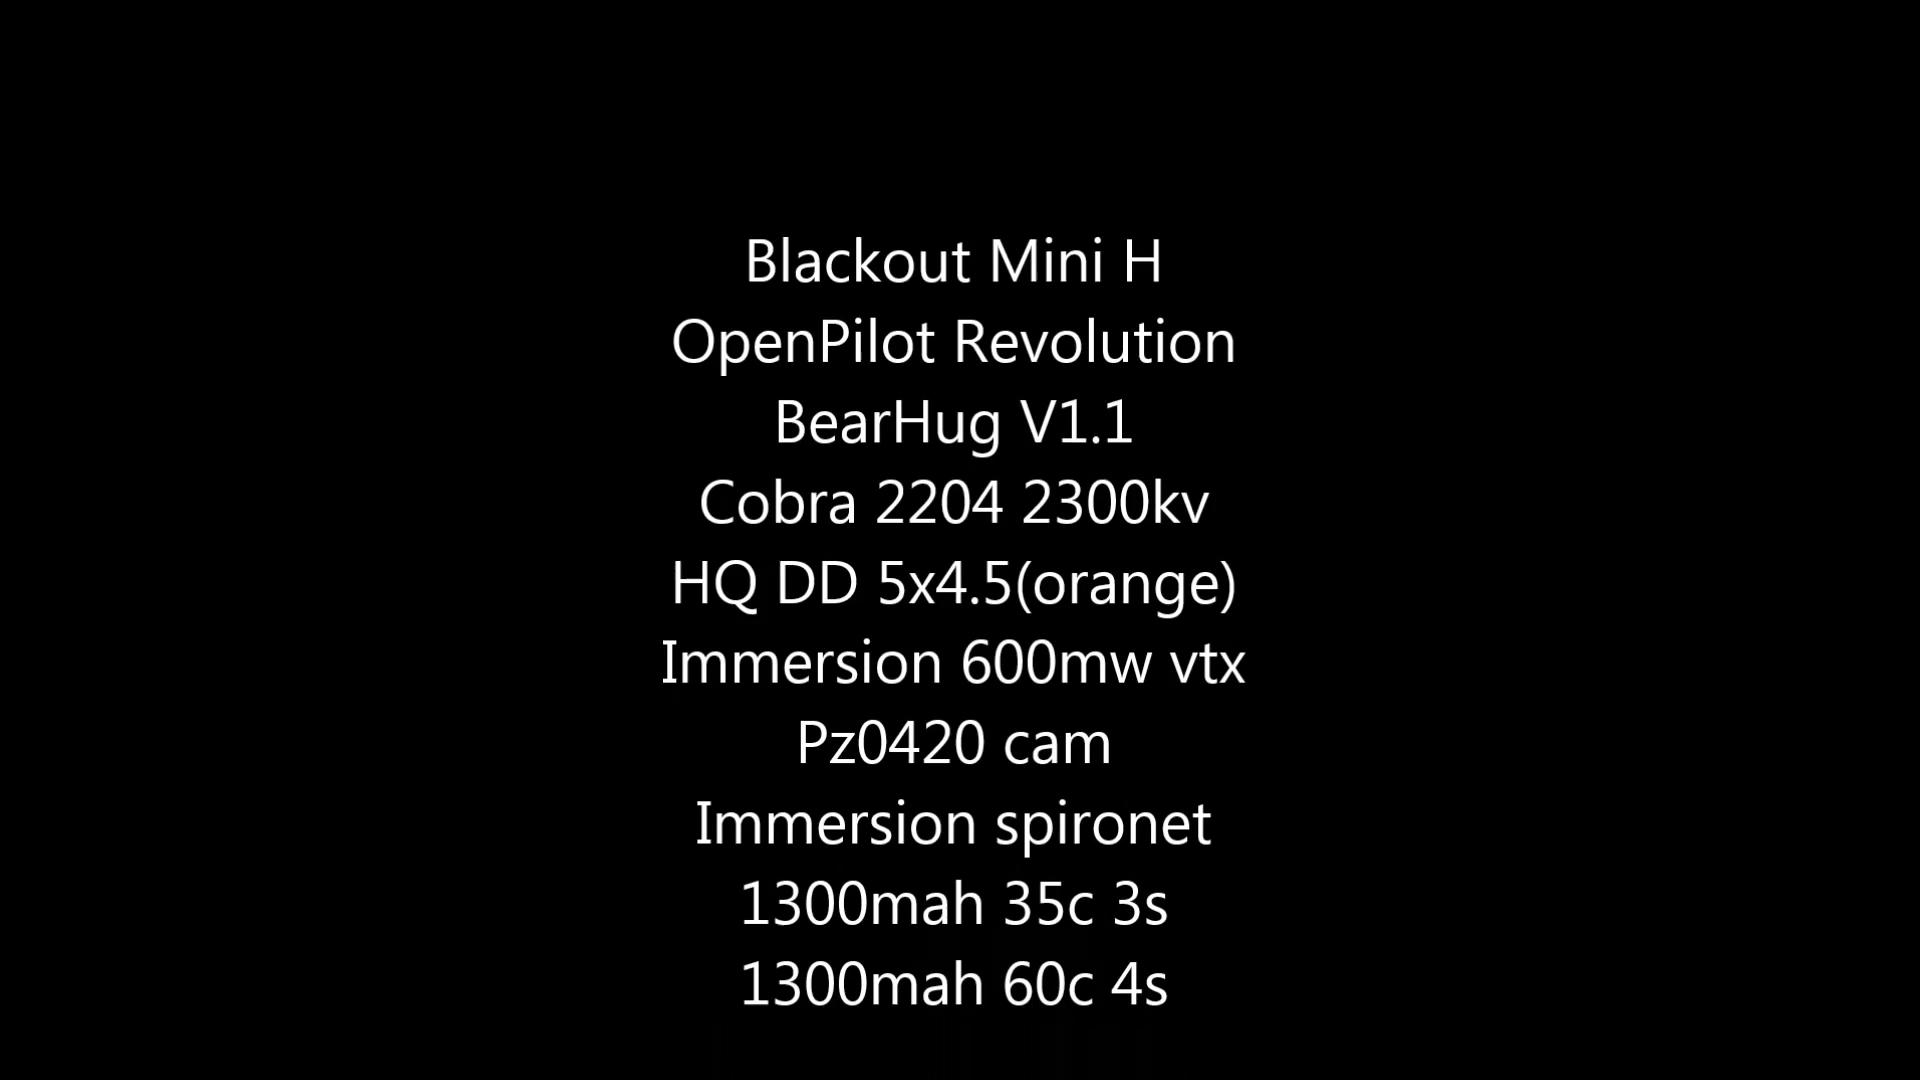 Blackout Mini H
OpenPilot Revolution
BearHug V1.1
Cobra 2204 2300kv
HQ DD 5x4.5(orange)
Immersion 600mw vtx
Pz0420 cam
Immersion spironet
1300mah 35c 3s
1300mah 60c 4s